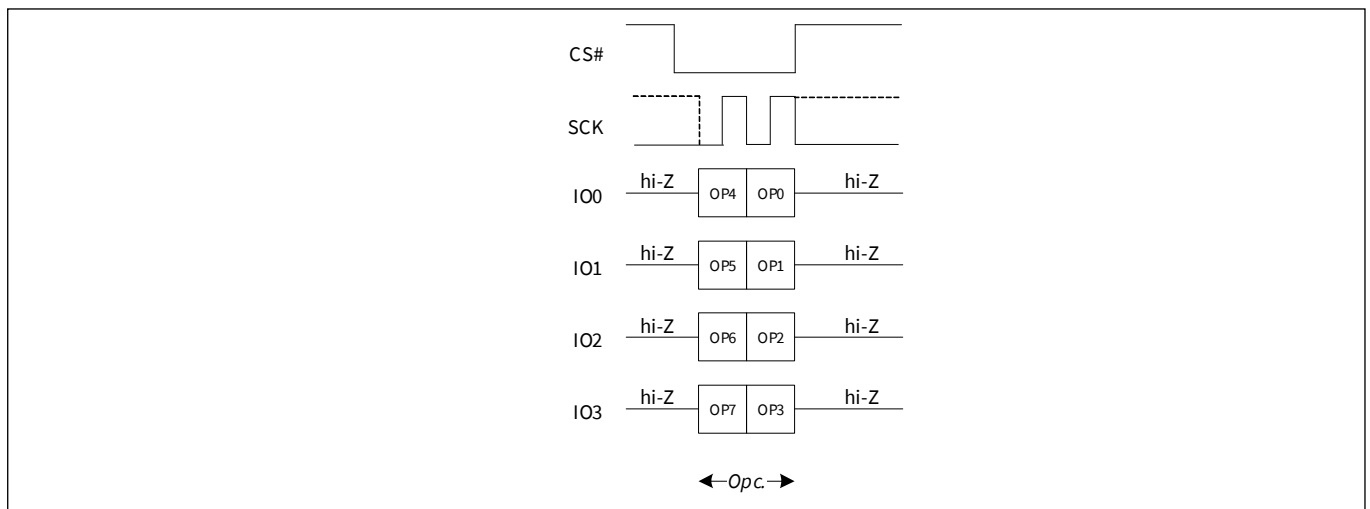 CS#
SCK
hi-Z OP4 OP0 hi-Z
IO0
hi-Z OP5 OP1 hi-Z
IO1
hi-Z OP6 OP2 hi-Z
IO2
hi-Z OP7 OP3 hi-Z
IO3
Opc.